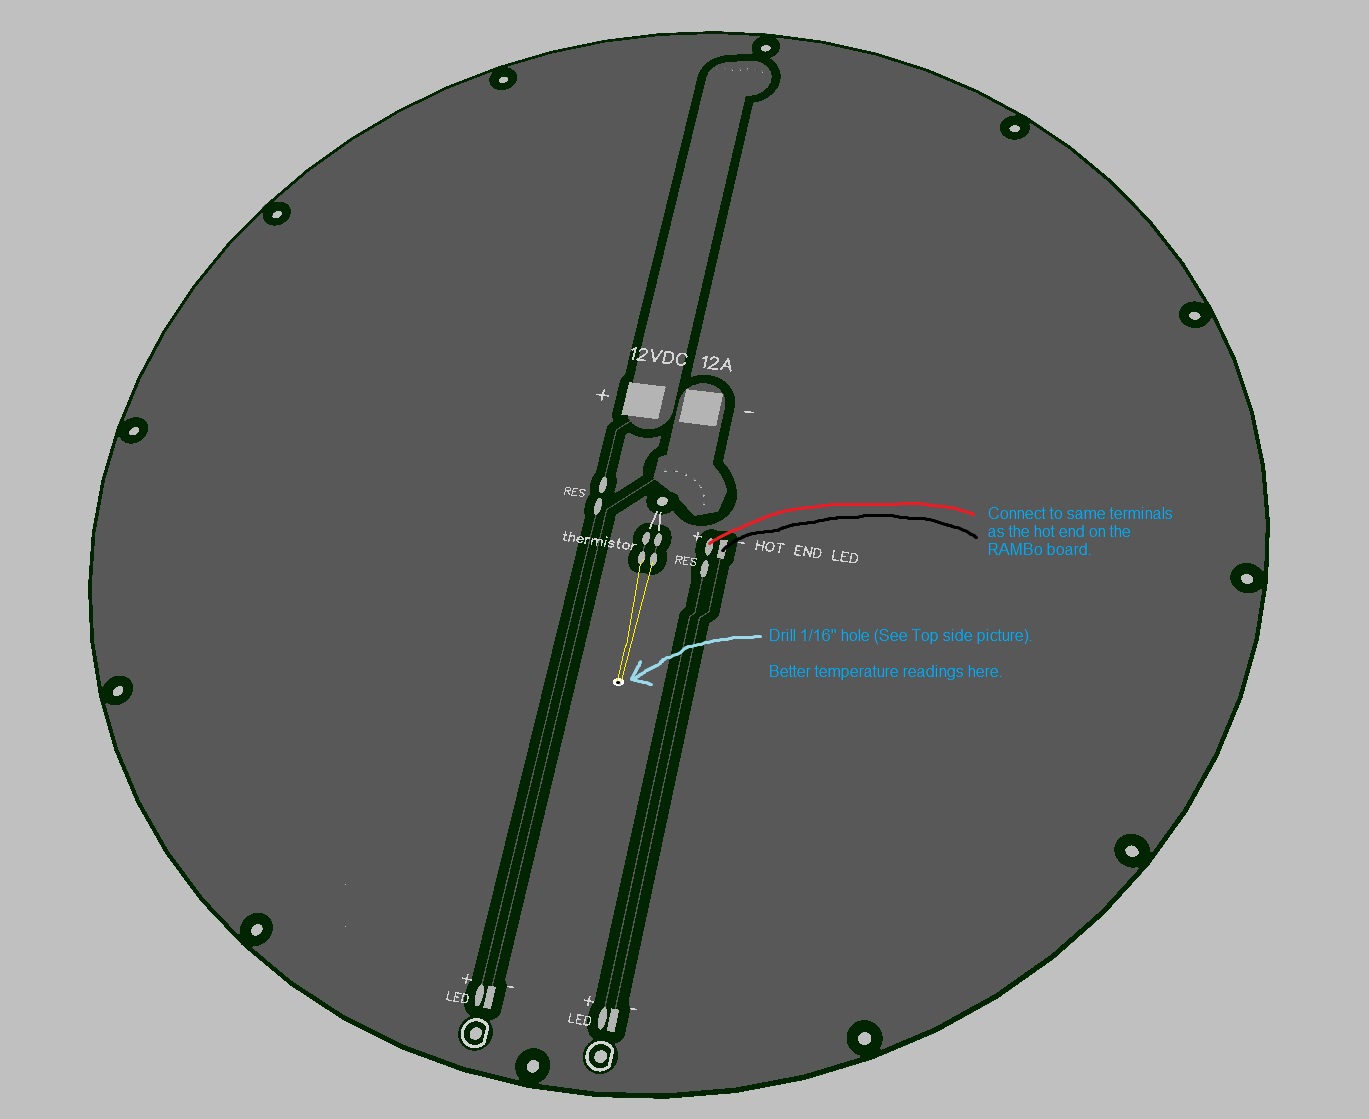 12VDC 12A
+
-
RES
thermistor
+
- HOT END LED
RES
Connect to same terminals
as the hot end on the
RAMBo board.
Drill 1/16" hole (See Top side picture).
Better temperature readings here.
+
-
LED
+
-
LED